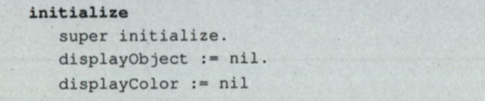 initialize
super initialize.
displayObject := nil.
displayColor := nil